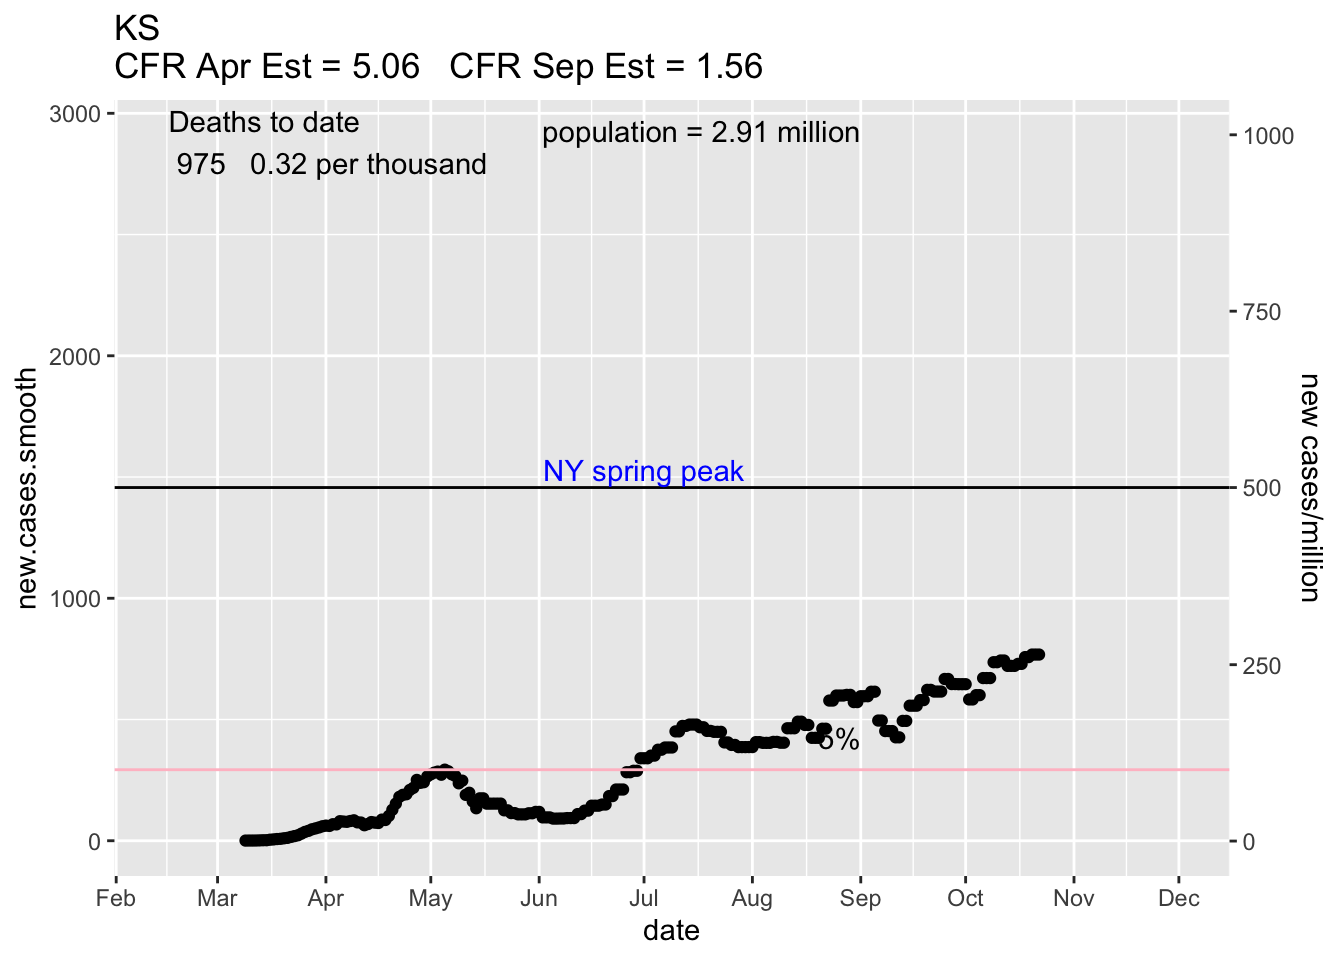 KS
CFR Apr Est = 5.06   CFR Sep Est = 1.56
Deaths to date
975   0.32 per thousand
population = 2.91 million
NY spring peak
5%
new.cases.smooth
3000
2000
1000
0
new cases/million
1000
750
500
250
0
Feb Mar Apr May Jun Jul Aug Sep Oct Nov Dec
date